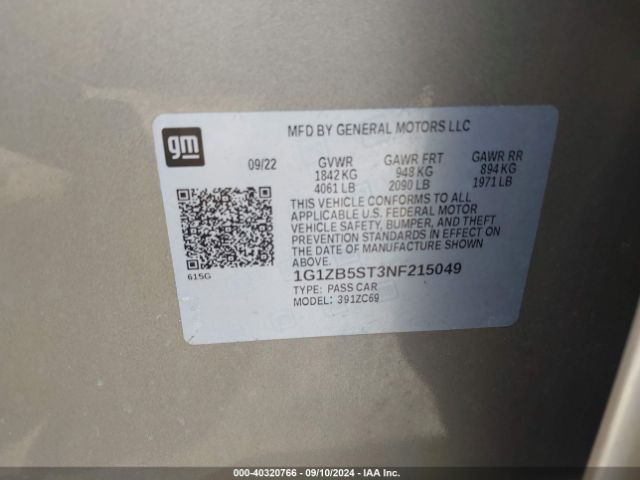 MFD BY GENERAL MOTORS LLC
gm
09/22
GVWR GAWR FRT GAWR RR
1842 KG 948 KG 894 KG
4061 LB 2090 LB 1971 LB
THIS VEHICLE CONFORMS TO ALL
APPLICABLE U.S. FEDERAL MOTOR
VEHICLE SAFETY, BUMPER, AND THEFT
PREVENTION STANDARDS IN EFFECT ON
THE DATE OF MANUFACTURE SHOWN
ABOVE.
615G
1G1ZB5ST3NF215049
TYPE: PASS CAR
MODEL: 391ZC69
000-40320766 - 09/10/2024 - IAA Inc.